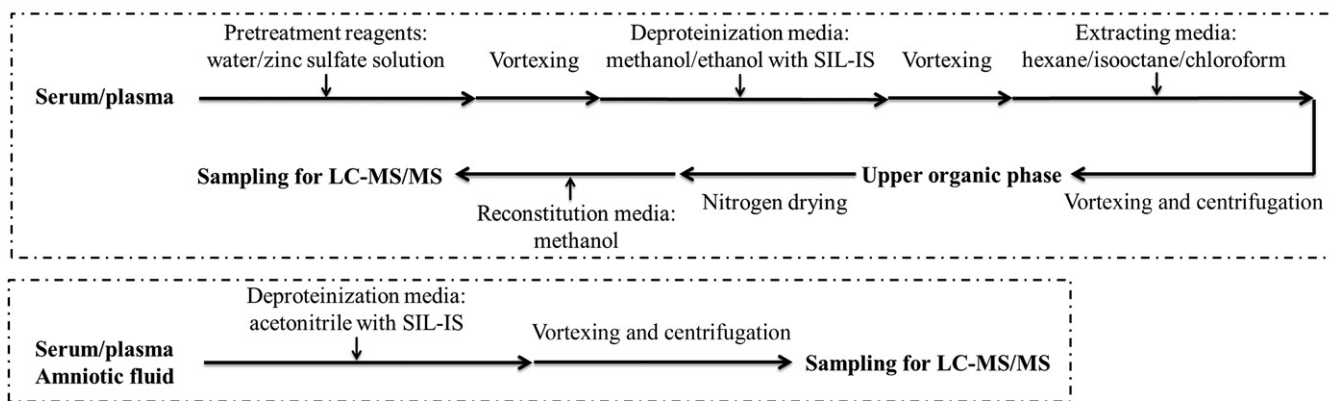 Pretreatment reagents:
water/zinc sulfate solution
Vortexing
Deproteinization media:
methanol/ethanol with SIL-IS
Vortexing
Extracting media:
hexane/isooctane/chloroform
Serum/plasma
Sampling for LC-MS/MS
Upper organic phase
Reconstitution media:
methanol
Nitrogen drying
Vortexing and centrifugation
Deproteinization media:
acetonitrile with SIL-IS
Vortexing and centrifugation
Serum/plasma
Amniotic fluid
Sampling for LC-MS/MS